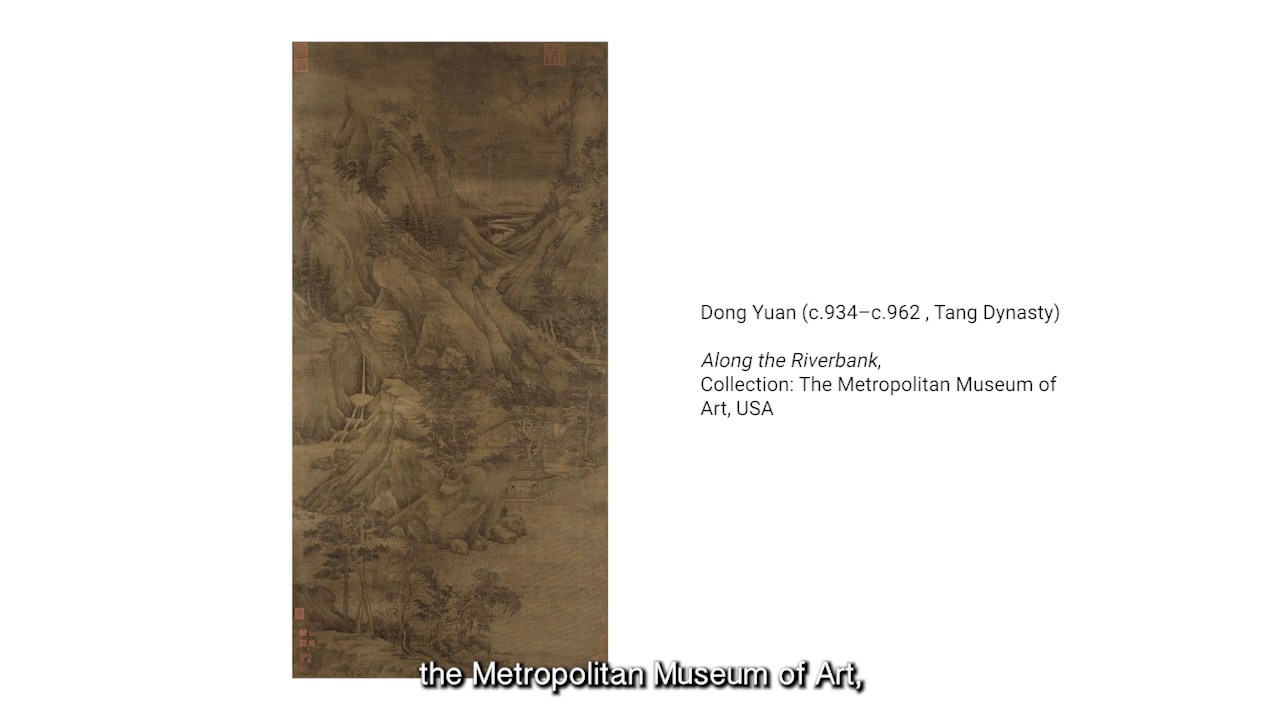 Dong Yuan (c.934–c.962 , Tang Dynasty)
Along the Riverbank,
Collection: The Metropolitan Museum of
Art, USA
the Metropolitan Museum of Art,